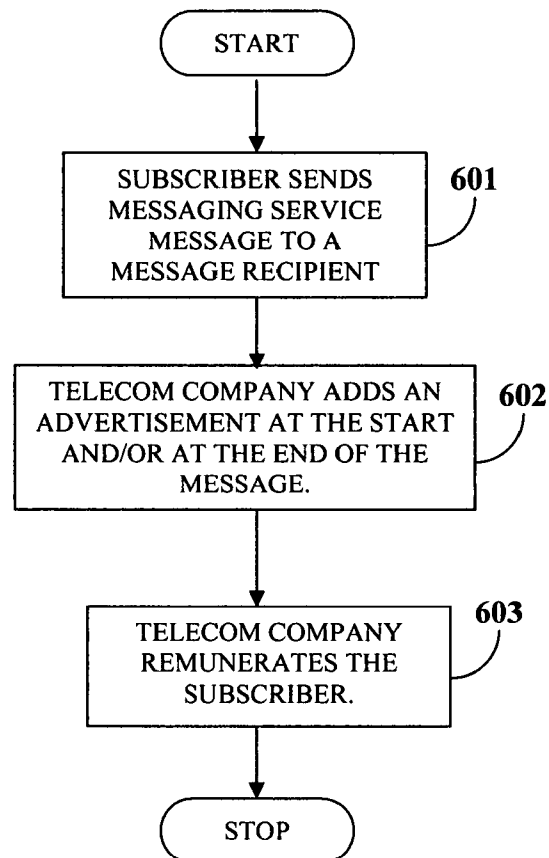 START
SUBSCRIBER SENDS
MESSAGING SERVICE
MESSAGE TO A
MESSAGE RECIPIENT
601
TELECOM COMPANY ADDS AN
ADVERTISEMENT AT THE START
AND/OR AT THE END OF THE
MESSAGE.
602
TELECOM COMPANY
REMUNERATES THE
SUBSCRIBER.
603
STOP